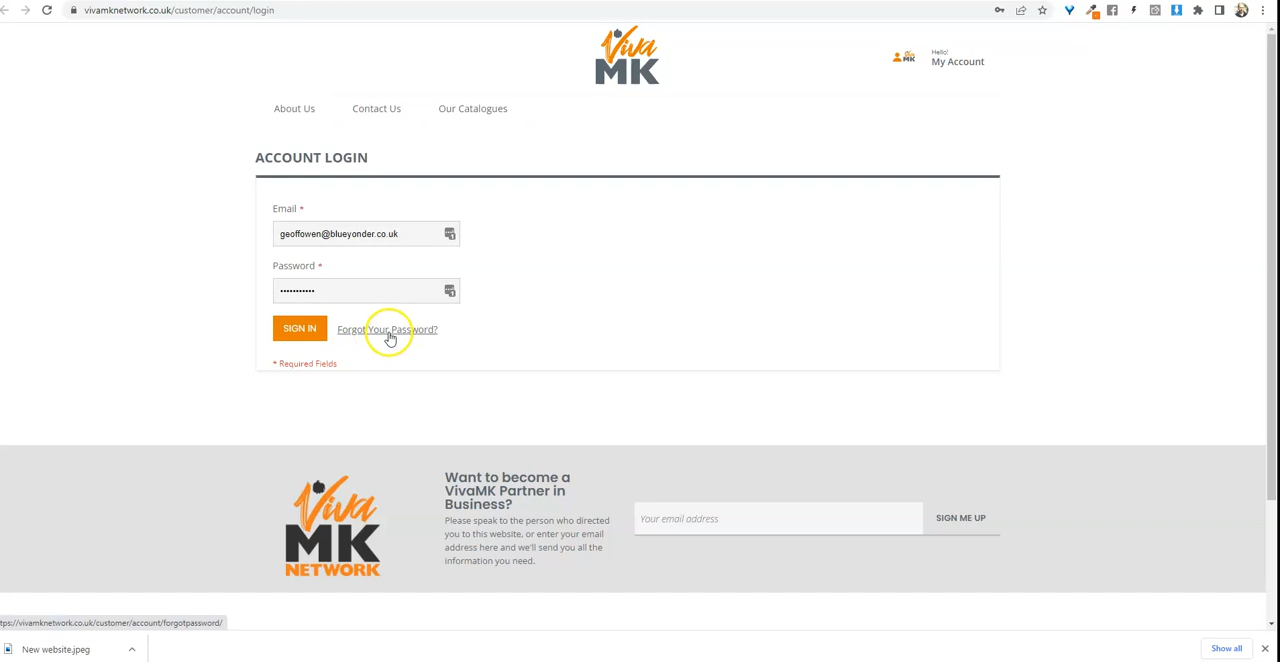 vivamknetwork.co.uk/customer/account/login
Viva
MK
MK
Hello!
My Account
About Us
Contact Us
Our Catalogues
ACCOUNT LOGIN
Email *
geoffowen@blueyonder.co.uk
Password *
•••••••••••
SIGN IN
Forgot Your Password?
* Required Fields
Viva
MK
NETWORK
Want to become a
VivaMK Partner in
Business?
Please speak to the person who directed
you to this website, or enter your email
address here and we'll send you all the
information you need.
Your email address
SIGN ME UP
tps://vivamknetwork.co.uk/customer/account/forgotpassword/
New website.jpeg
Show all